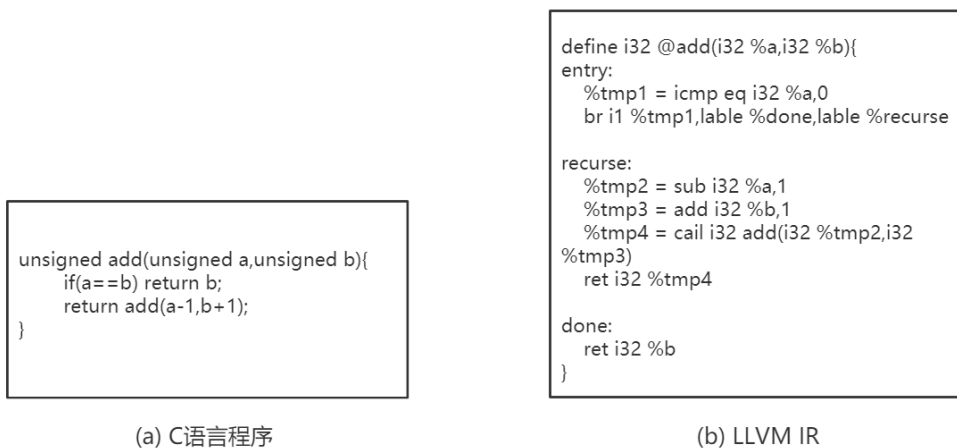 unsigned add(unsigned a,unsigned b){
if(a==b) return b;
return add(a-1,b+1);
}
(a) C语言程序
define i32 @add(i32 %a,i32 %b){
entry:
%tmp1 = icmp eq i32 %a,0
br i1 %tmp1,lable %done,lable %recurse
recurse:
%tmp2 = sub i32 %a,1
%tmp3 = add i32 %b,1
%tmp4 = cail i32 add(i32 %tmp2,i32
%tmp3)
ret i32 %tmp4
done:
ret i32 %b
}
(b) LLVM IR